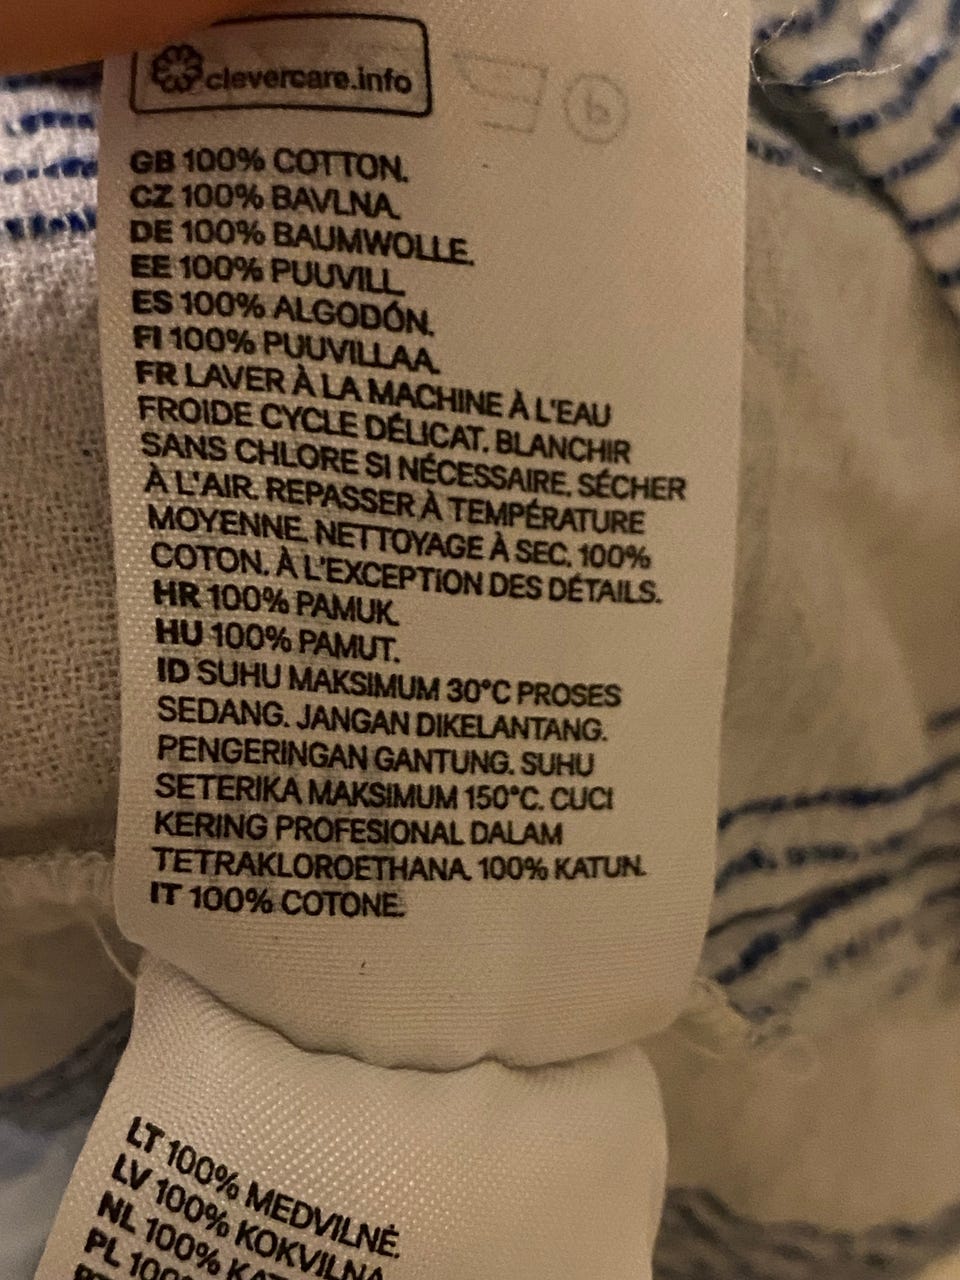 clevercare.info
GB 100% COTTON.
CZ 100% BAVLNA.
DE 100% BAUMWOLLE.
EE 100% PUUVILL.
ES 100% ALGODÓN.
FI 100% PUUVILLAA.
FR LAVER À LA MACHINE À L'EAU
FROIDE CYCLE DÉLICAT. BLANCHIR
SANS CHLORE SI NÉCESSAIRE. SÉCHER
À L'AIR. REPASSER À TEMPÉRATURE
MOYENNE. NETTOYAGE À SEC. 100%
COTON. À L'EXCEPTION DES DÉTAILS.
HR 100% PAMUK.
HU 100% PAMUT.
ID SUHU MAKSIMUM 30°C PROSES
SEDANG. JANGAN DIKELANTANG.
PENGERINGAN GANTUNG. SUHU
SETERIKA MAKSIMUM 150°C. CUCI
KERING PROFESIONAL DALAM
TETRAKLOROETHANA. 100% KATUN.
IT 100% COTONE.
LT 100% MEDVILNĖ.
LV 100% KOKVILNA
NL 100%
PL